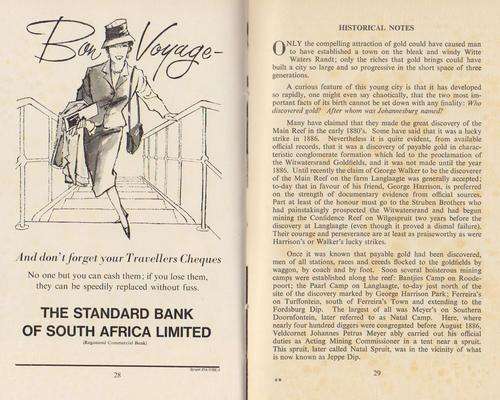 Bon Voyage-
And don't forget your Travellers Cheques
No one but you can cash them; if you lose them,
they can be speedily replaced without fuss.
THE STANDARD BANK
OF SOUTH AFRICA LIMITED
(Registered Commercial Bank)
28
HISTORICAL NOTES
ONLY the compelling attraction of gold could have caused man
to have established a town on the bleak and windy Witte
Waters Randt; only the riches that gold brings could have
built a city so large and so progressive in the short space of three
generations.
A curious feature of this young city is that it has developed
so rapidly, one might even say chaotically, that the two most im-
portant facts of its birth cannot be set down with any finality: Who
discovered gold? After whom was Johannesburg named?
Many have claimed that they made the great discovery of the
Main Reef in the early 1880's. Some have said that it was a lucky
strike in 1886. Nevertheless it is quite evident, from available
official records, that it was a discovery of payable gold in charac-
teristic conglomerate formation which led to the proclamation of
the Witwatersrand Goldfields, and it was not made until the year
1886. Until recently the claim of George Walker to be the discoverer
of the Main Reef on the farm Langlaagte was generally accepted;
to-day that in favour of his friend, George Harrison, is preferred
on the strength of documentary evidence from official sources.
Part at least of the honour must go to the Struben Brothers who
had painstakingly prospected the Witwatersrand and had begun
mining the Confidence Reef on Wilgespruit two years before the
discovery at Langlaagte (even though it proved a dismal failure).
Their courage and perseverance are at least as praiseworthy as were
Harrison's or Walker's lucky strikes.
Once it was known that payable gold had been discovered,
men of all stations, races and creeds flocked to the goldfields by
waggon, by coach and by foot. Soon several boisterous mining
camps were established along the reef: Bantjies Camp on Roode-
poort; the Paarl Camp on Langlaagte, to-day just north of the
site of the discovery marked by George Harrison Park; Ferreira's
on Turffontein, south of Ferreira's Town and extending to the
Fordsburg Dip. The largest of all was Meyer's on Southern
Doornfontein, later referred to as Natal Camp. Here, where
nearly four hundred diggers were congregated before August 1886,
Veldcornet Johannes Petrus Meyer ably carried out his official
duties as Acting Mining Commissioner in a tent near a spruit.
This spruit, later called Natal Spruit, was in the vicinity of what
is now known as Jeppe Dip.
29